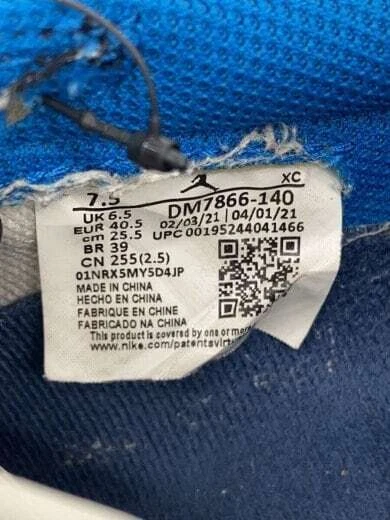 7.5 XC
UK 6.5 DM7866-140
EUR 40.5 02/03/21 | 04/01/21
cm 25.5 UPC 00195244041466
BR 39
CN 255(2.5)
01NRX5MY5D4JP
MADE IN CHINA
HECHO EN CHINA
FABRIQUE EN CHINE
FABRICADO NA CHINA
This product is covered by one or more
www.nike.com/patents